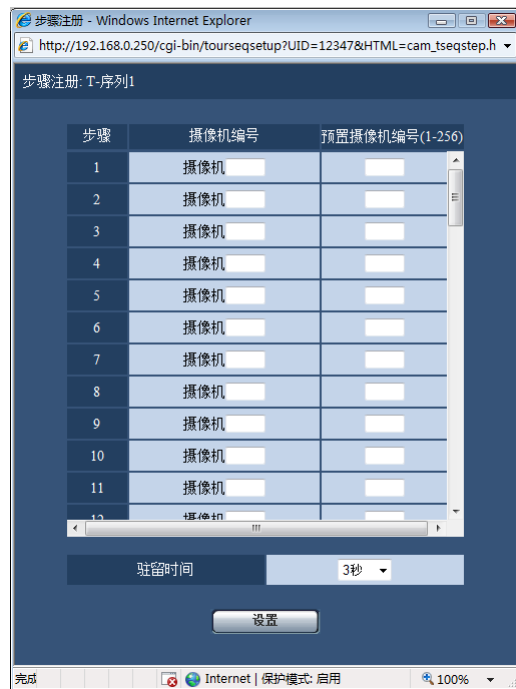 步骤注册 - Windows Internet Explorer
http://192.168.0.250/cgi-bin/tourseqsetup?UID=12347&HTML=cam_tseqstep.h
步骤注册: T-序列1
步骤 摄像机编号 预置摄像机编号(1-256)
1 摄像机
2 摄像机
3 摄像机
4 摄像机
5 摄像机
6 摄像机
7 摄像机
8 摄像机
9 摄像机
10 摄像机
11 摄像机
12 摄像机
驻留时间 3秒
设置
完成 Internet | 保护模式: 启用 100%